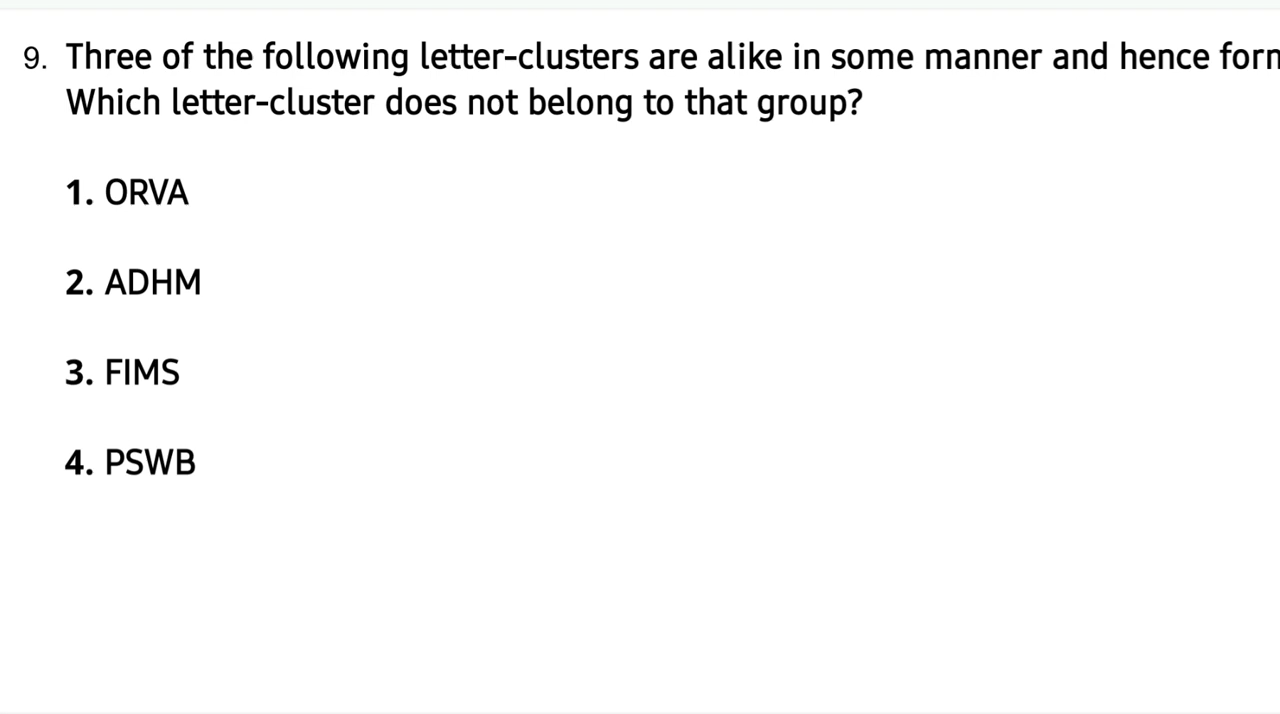 9. Three of the following letter-clusters are alike in some manner and hence
Which letter-cluster does not belong to that group?
1. ORVA
2. ADHM
3. FIMS
4. PSWB